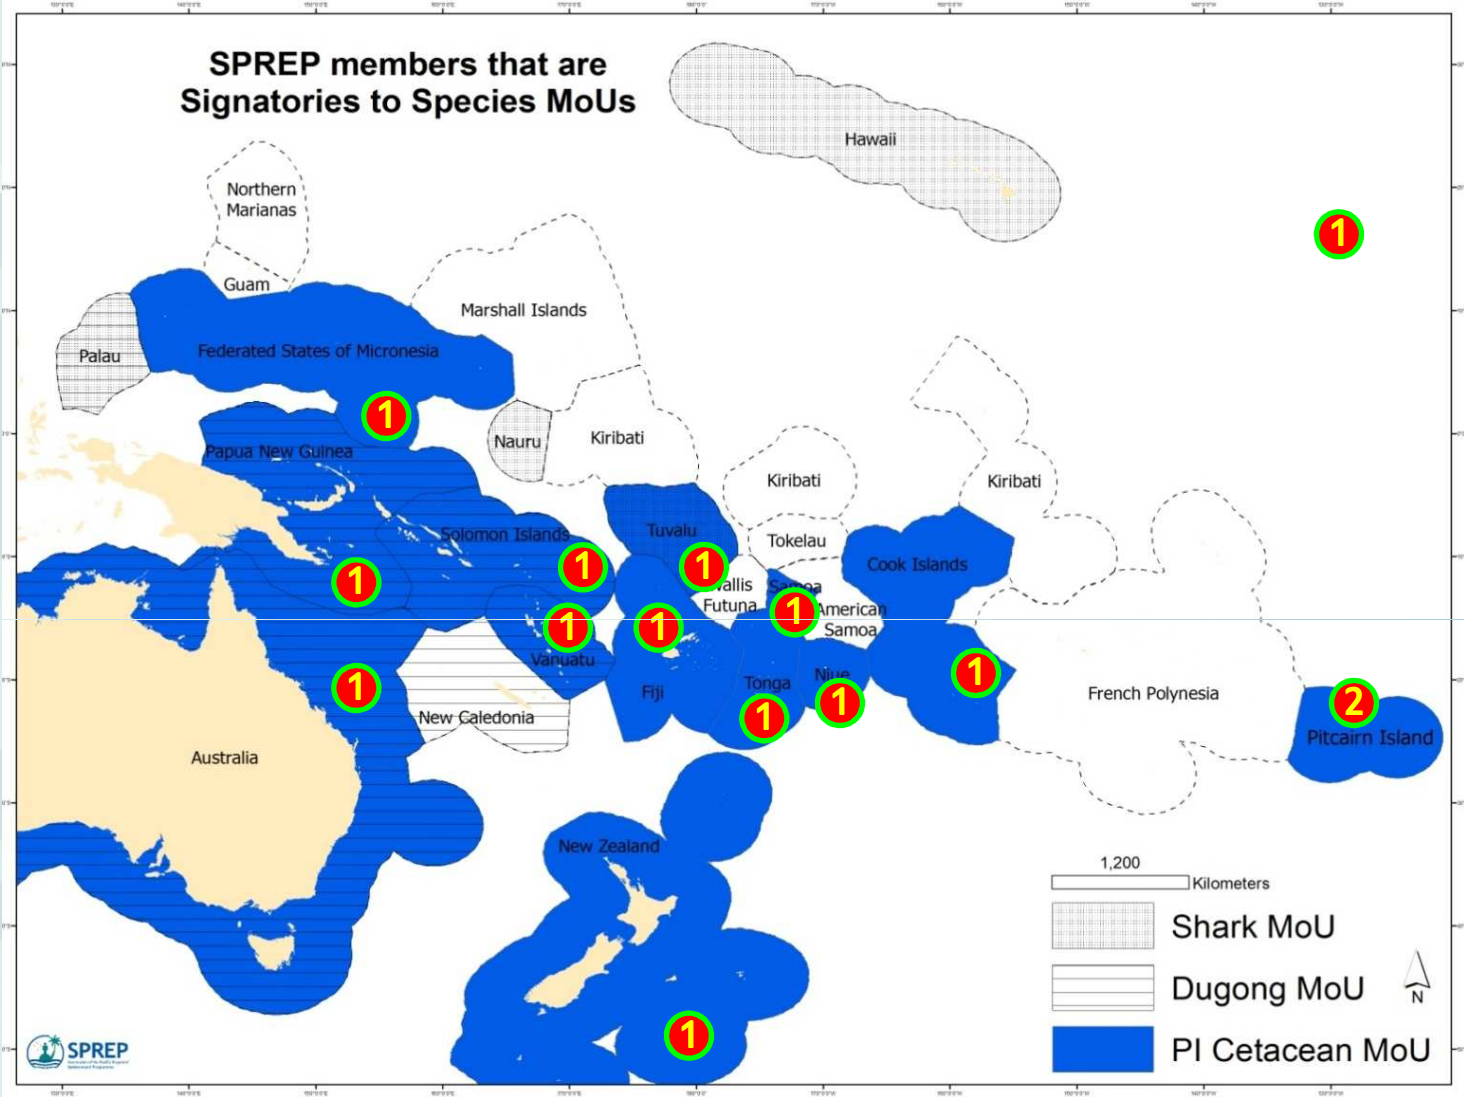 SPREP members that are
Signatories to Species MoUs
Hawaii
Northern
Marianas
1
Guam
Marshall Islands
Federated States of Micronesia
Palau
1
Nauru
Kiribati
Papua New Guinea
Kiribati
Kiribati
Solomon Islands
Tuvalu
Tokelau
Cook Islands
1
1
1
Wallis
Futuna
Samoa
1
American
Samoa
1
1
Vanuatu
1
1
Fiji
Tonga
Niue
1
1
2
French Polynesia
New Caledonia
Pitcairn Island
Australia
New Zealand
1,200
Kilometers
Shark MoU
Dugong MoU
N
1
SPREP
PI Cetacean MoU